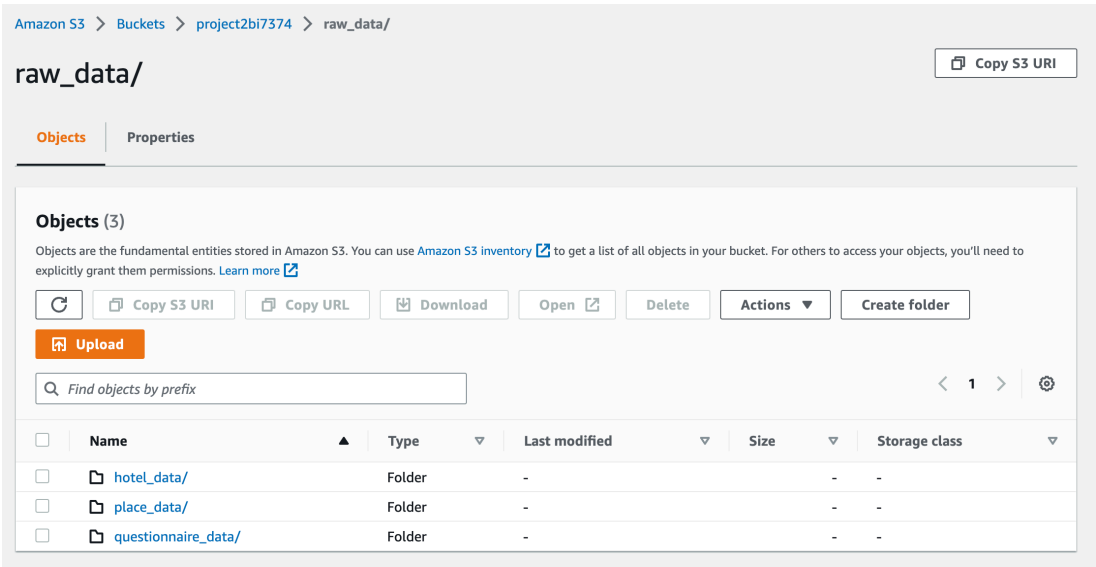 Amazon S3 > Buckets > project2bi7374 > raw_data/
raw_data/
Copy S3 URI
Objects Properties
Objects (3)
Objects are the fundamental entities stored in Amazon S3. You can use Amazon S3 inventory to get a list of all objects in your bucket. For others to access your objects, you'll need to
explicitly grant them permissions. Learn more
Copy S3 URI Copy URL Download Open Delete Actions Create folder
Upload
Find objects by prefix
1
Name Type Last modified Size Storage class
hotel_data/ Folder - - -
place_data/ Folder - - -
questionnaire_data/ Folder - - -